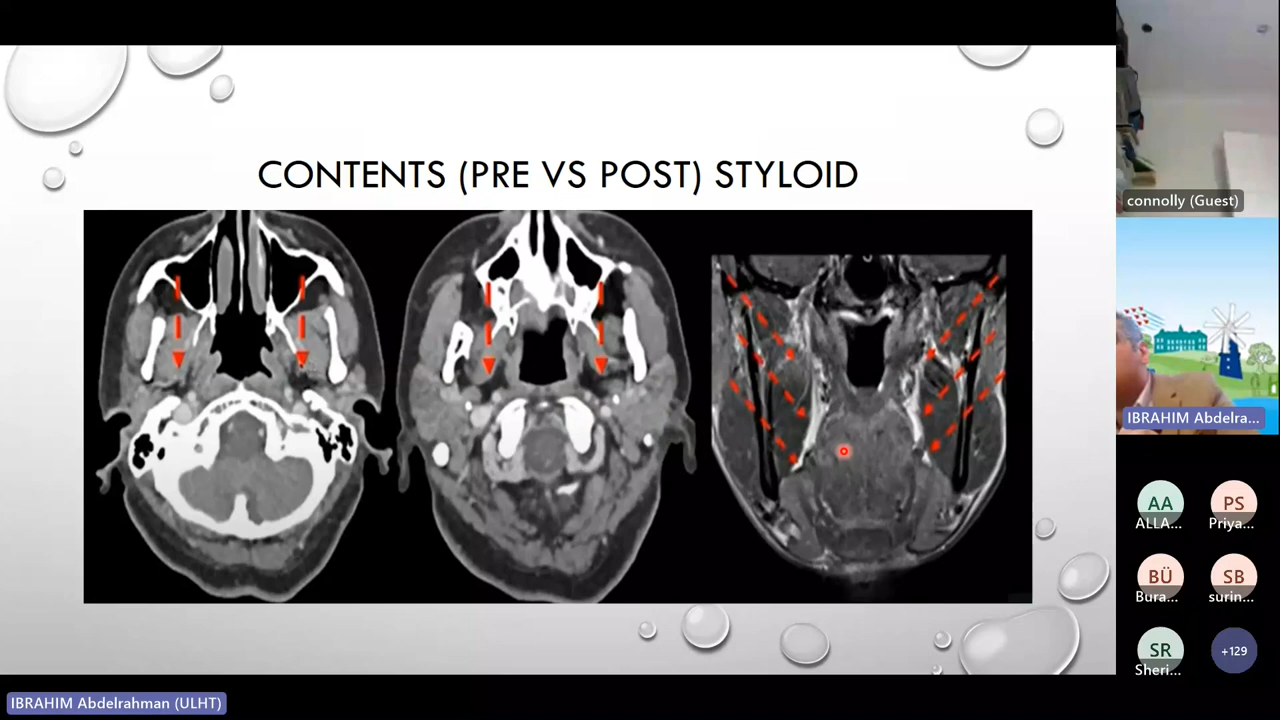 CONTENTS (PRE VS POST) STYLOID
connolly (Guest)
IBRAHIM Abdelra...
AA
ALLA...
PS
Priya...
BÜ
Bura...
SB
surin...
SR
Sheri...
+129
IBRAHIM Abdelrahman (ULHT)